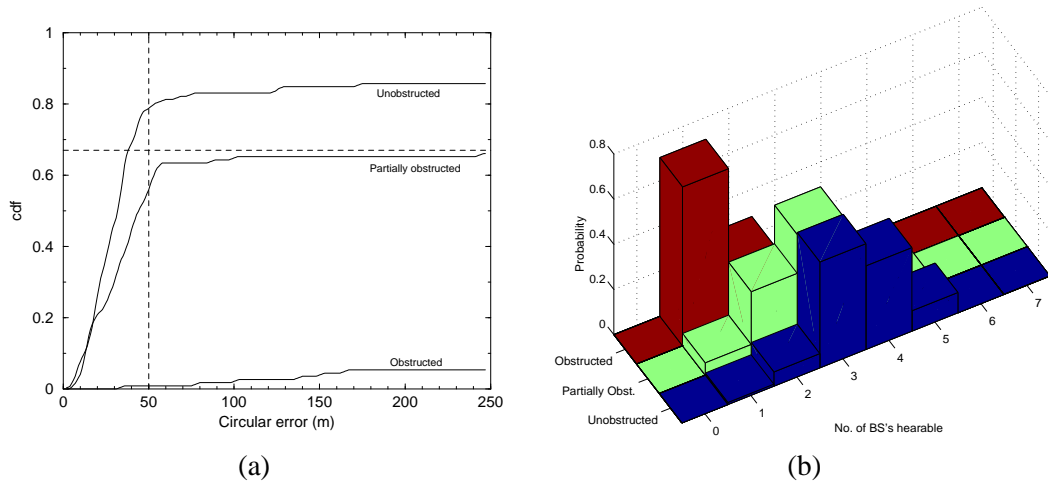 1
0.8
0.6
0.4
0.2
0
cdf
0 50 100 150 200 250
Circular error (m)
Unobstructed
Partially obstructed
Obstructed
(a)
0.8
0.6
0.4
0.2
0
Probability
Obstructed
Partially Obst.
Unobstructed
0
1
2
3
4
5
6
7
No. of BS's hearable
(b)